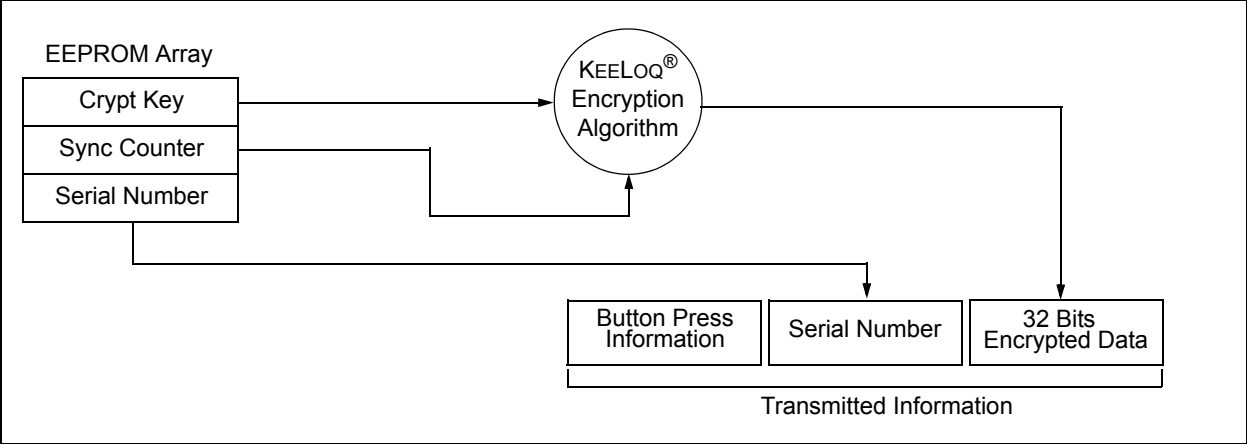 EEPROM Array
Crypt Key
Sync Counter
Serial Number
KEELOQ®
Encryption
Algorithm
Button Press
Information
Serial Number
32 Bits
Encrypted Data
Transmitted Information